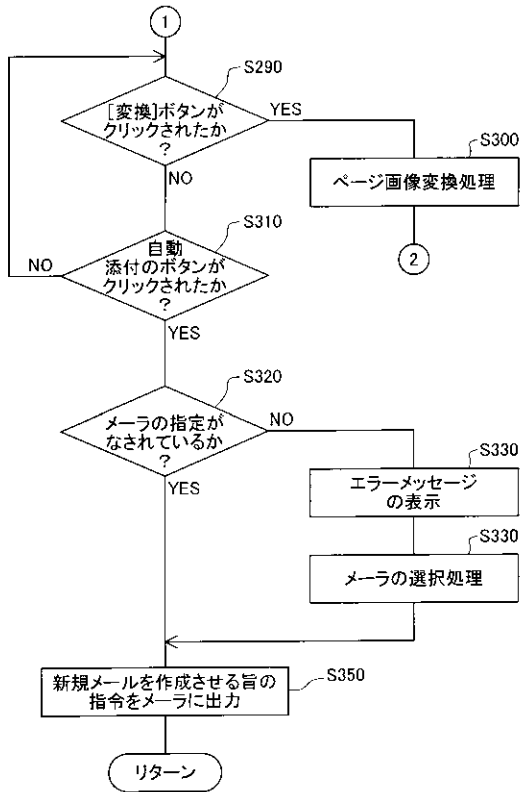 1
S290
[変換]ボタンが
クリックされたか
?
YES
NO
S300
ページ画像変換処理
2
S310
自動
添付のボタンが
クリックされたか
?
NO
YES
S320
メーラの指定が
なされているか
?
NO
YES
S330
エラーメッセージ
の表示
S330
メーラの選択処理
S350
新規メールを作成させる旨の
指令をメーラに出力
リターン